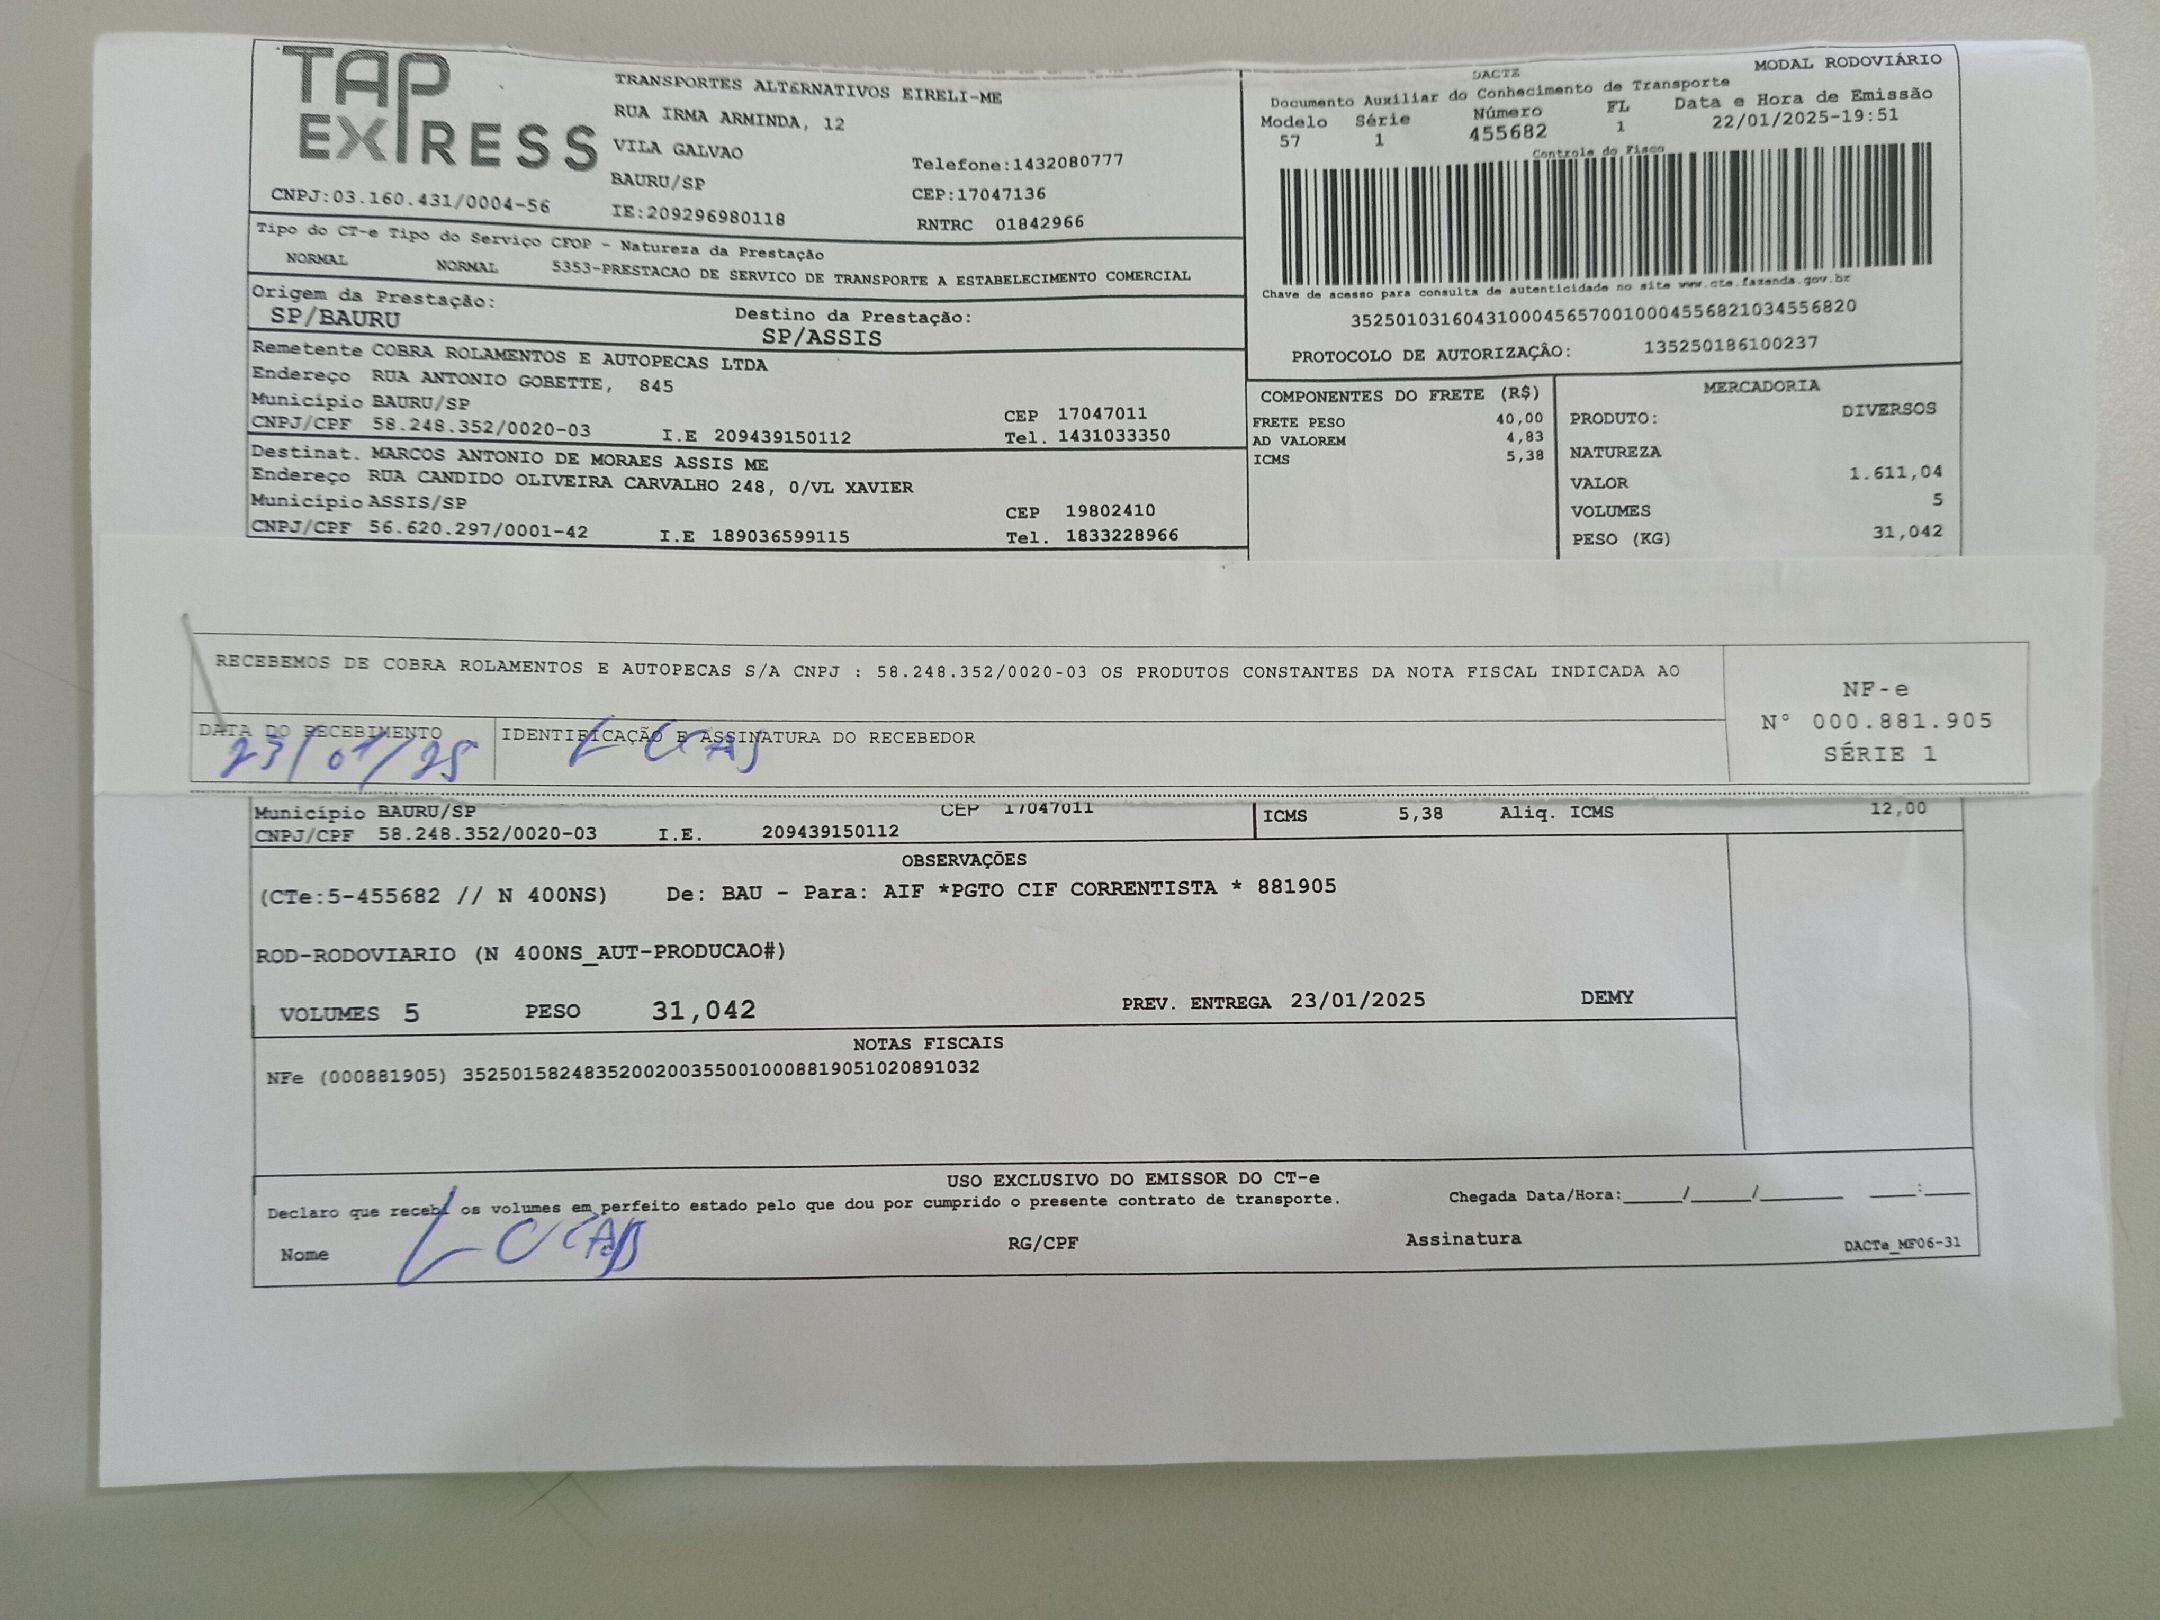 TAP
EXPRESS
TRANSPORTES ALTERNATIVOS EIRELI-ME
RUA IRMA ARMINDA, 12
VILA GALVAO
BAURU/SP
Telefone:1432080777
CEP:17047136
CNPJ:03.160.431/0004-56
IE:209296980118
RNTRC 01842966
DACTE
MODAL RODOVIÁRIO
Documento Auxiliar do Conhecimento de Transporte
Modelo Série Número FL Data e Hora de Emissão
57 1 455682 1 22/01/2025-19:51
Controle do Fisco
Chave de acesso para consulta de autenticidade no site www.cte.fazenda.gov.br
35250103160431000456570010004556821034556820
PROTOCOLO DE AUTORIZAÇÃO: 135250186100237
Tipo do CT-e Tipo do Serviço CFOP - Natureza da Prestação
NORMAL NORMAL 5353-PRESTACAO DE SERVICO DE TRANSPORTE A ESTABELECIMENTO COMERCIAL
Origem da Prestação: Destino da Prestação:
SP/BAURU SP/ASSIS
Remetente COBRA ROLAMENTOS E AUTOPECAS LTDA
Endereço RUA ANTONIO GOBETTE, 845
Município BAURU/SP CEP 17047011
CNPJ/CPF 58.248.352/0020-03 I.E 209439150112 Tel. 1431033350
Destinat. MARCOS ANTONIO DE MORAES ASSIS ME
Endereço RUA CANDIDO OLIVEIRA CARVALHO 248, 0/VL XAVIER
Município ASSIS/SP CEP 19802410
CNPJ/CPF 56.620.297/0001-42 I.E 189036599115 Tel. 1833228966
COMPONENTES DO FRETE (R$)
FRETE PESO 40,00
AD VALOREM 4,83
ICMS 5,38
MERCADORIA
PRODUTO: DIVERSOS
NATUREZA
VALOR 1.611,04
VOLUMES 5
PESO (KG) 31,042
RECEBEMOS DE COBRA ROLAMENTOS E AUTOPECAS S/A CNPJ : 58.248.352/0020-03 OS PRODUTOS CONSTANTES DA NOTA FISCAL INDICADA AO
NF-e
N° 000.881.905
SÉRIE 1
DATA DO RECEBIMENTO IDENTIFICAÇÃO E ASSINATURA DO RECEBEDOR
23/01/25 LUCAS
Município BAURU/SP CEP 17047011
CNPJ/CPF 58.248.352/0020-03 I.E. 209439150112
ICMS 5,38 Aliq. ICMS 12,00
OBSERVAÇÕES
(CTe:5-455682 // N 400NS) De: BAU - Para: AIF *PGTO CIF CORRENTISTA * 881905
ROD-RODOVIARIO (N 400NS_AUT-PRODUCAO#)
VOLUMES 5 PESO 31,042 PREV. ENTREGA 23/01/2025 DEMY
NOTAS FISCAIS
NFe (000881905) 35250158248352002003550010008819051020891032
USO EXCLUSIVO DO EMISSOR DO CT-e
Declaro que recebi os volumes em perfeito estado pelo que dou por cumprido o presente contrato de transporte. Chegada Data/Hora:_____/_____/_______ ____:____
Nome LUCAS RG/CPF Assinatura DACTe_MF06-31